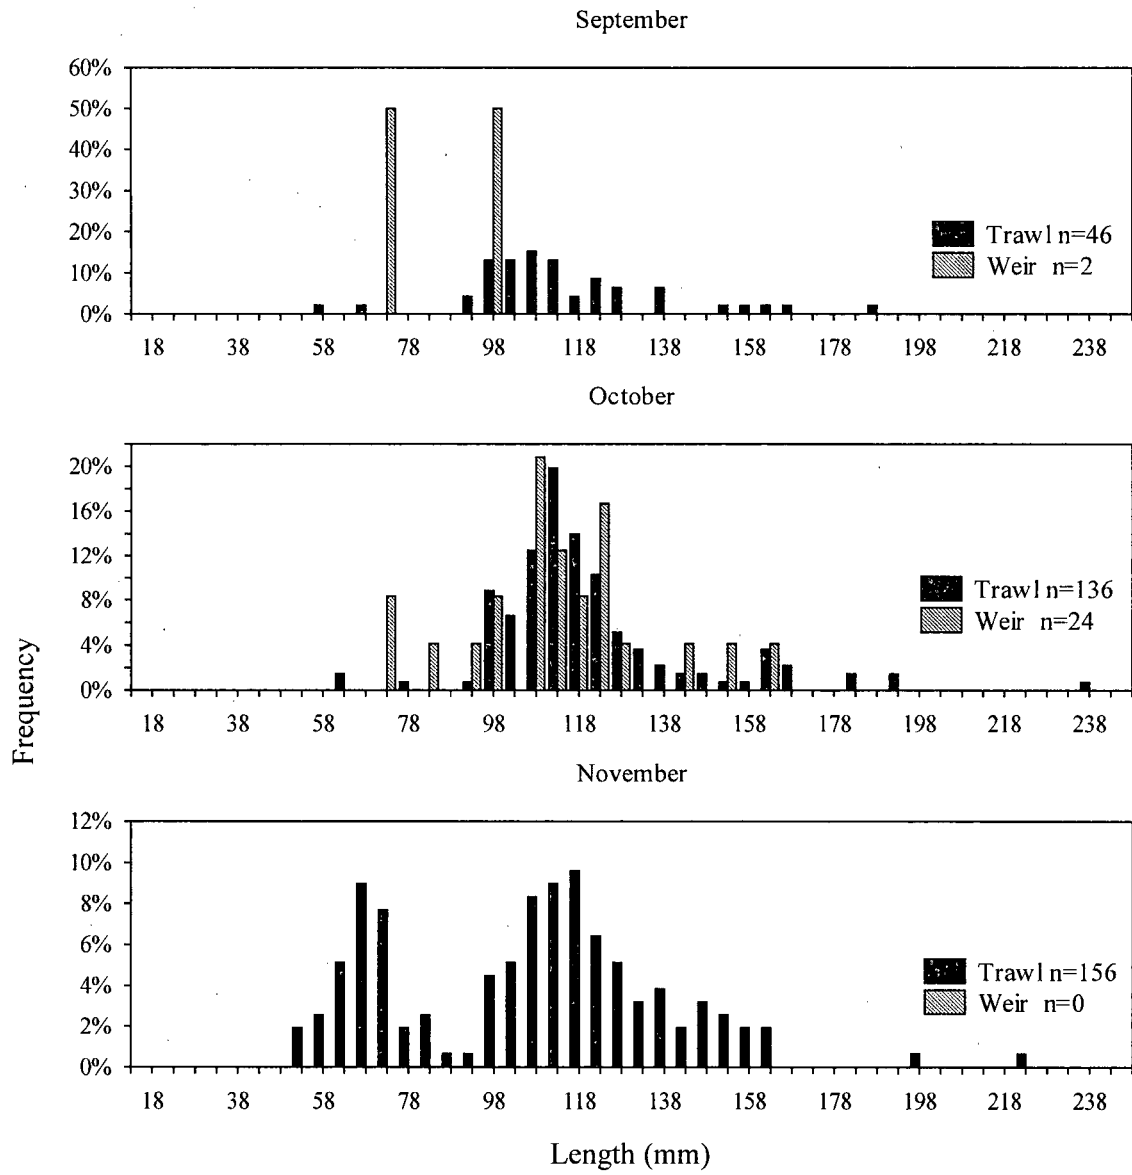 September
60%
50%
40%
30%
20%
10%
0%
Trawl n=46
Weir n=2
18 38 58 78 98 118 138 158 178 198 218 238
October
20%
16%
12%
8%
4%
0%
Trawl n=136
Weir n=24
18 38 58 78 98 118 138 158 178 198 218 238
Frequency
November
12%
10%
8%
6%
4%
2%
0%
Trawl n=156
Weir n=0
18 38 58 78 98 118 138 158 178 198 218 238
Length (mm)